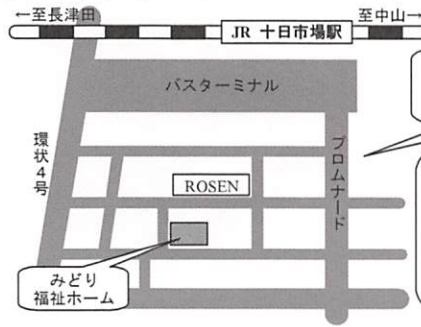 ←至長津田
至中山→
JR 十日市場駅
バスターミナル
環状4号
プロムナード
ROSEN
みどり
福祉ホーム